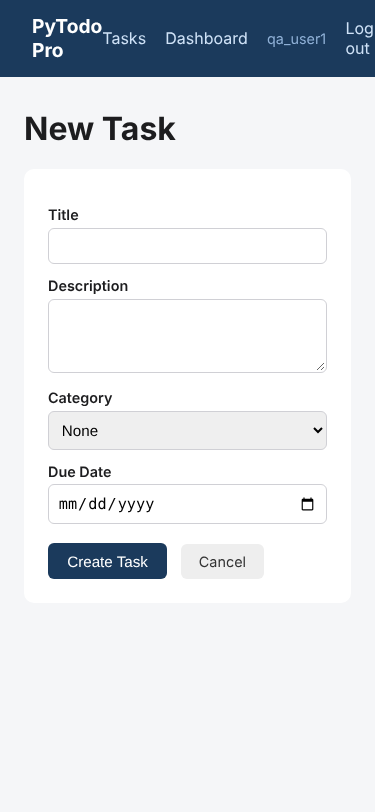 PyTodo
Pro
Tasks
Dashboard
qa_user1
Log
out
New Task
Title
Description
Category
None
Due Date
mm/dd/yyyy
Create Task
Cancel